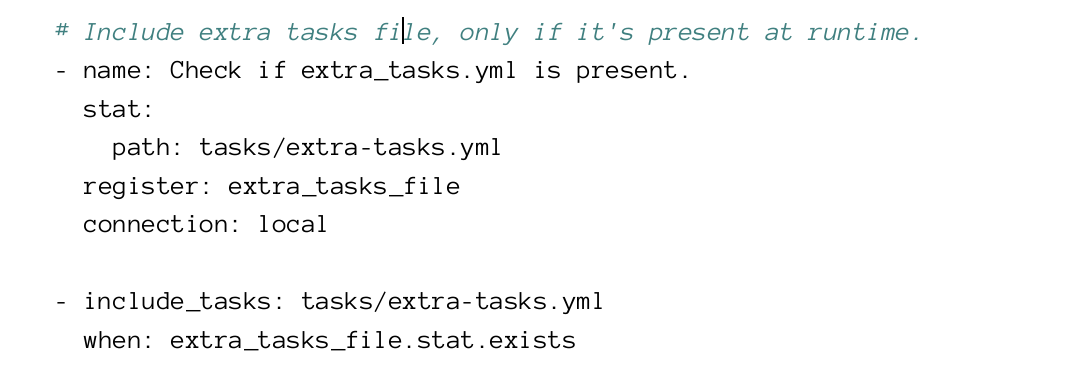 # Include extra tasks file, only if it's present at runtime.
- name: Check if extra_tasks.yml is present.
  stat:
    path: tasks/extra-tasks.yml
  register: extra_tasks_file
  connection: local

- include_tasks: tasks/extra-tasks.yml
  when: extra_tasks_file.stat.exists